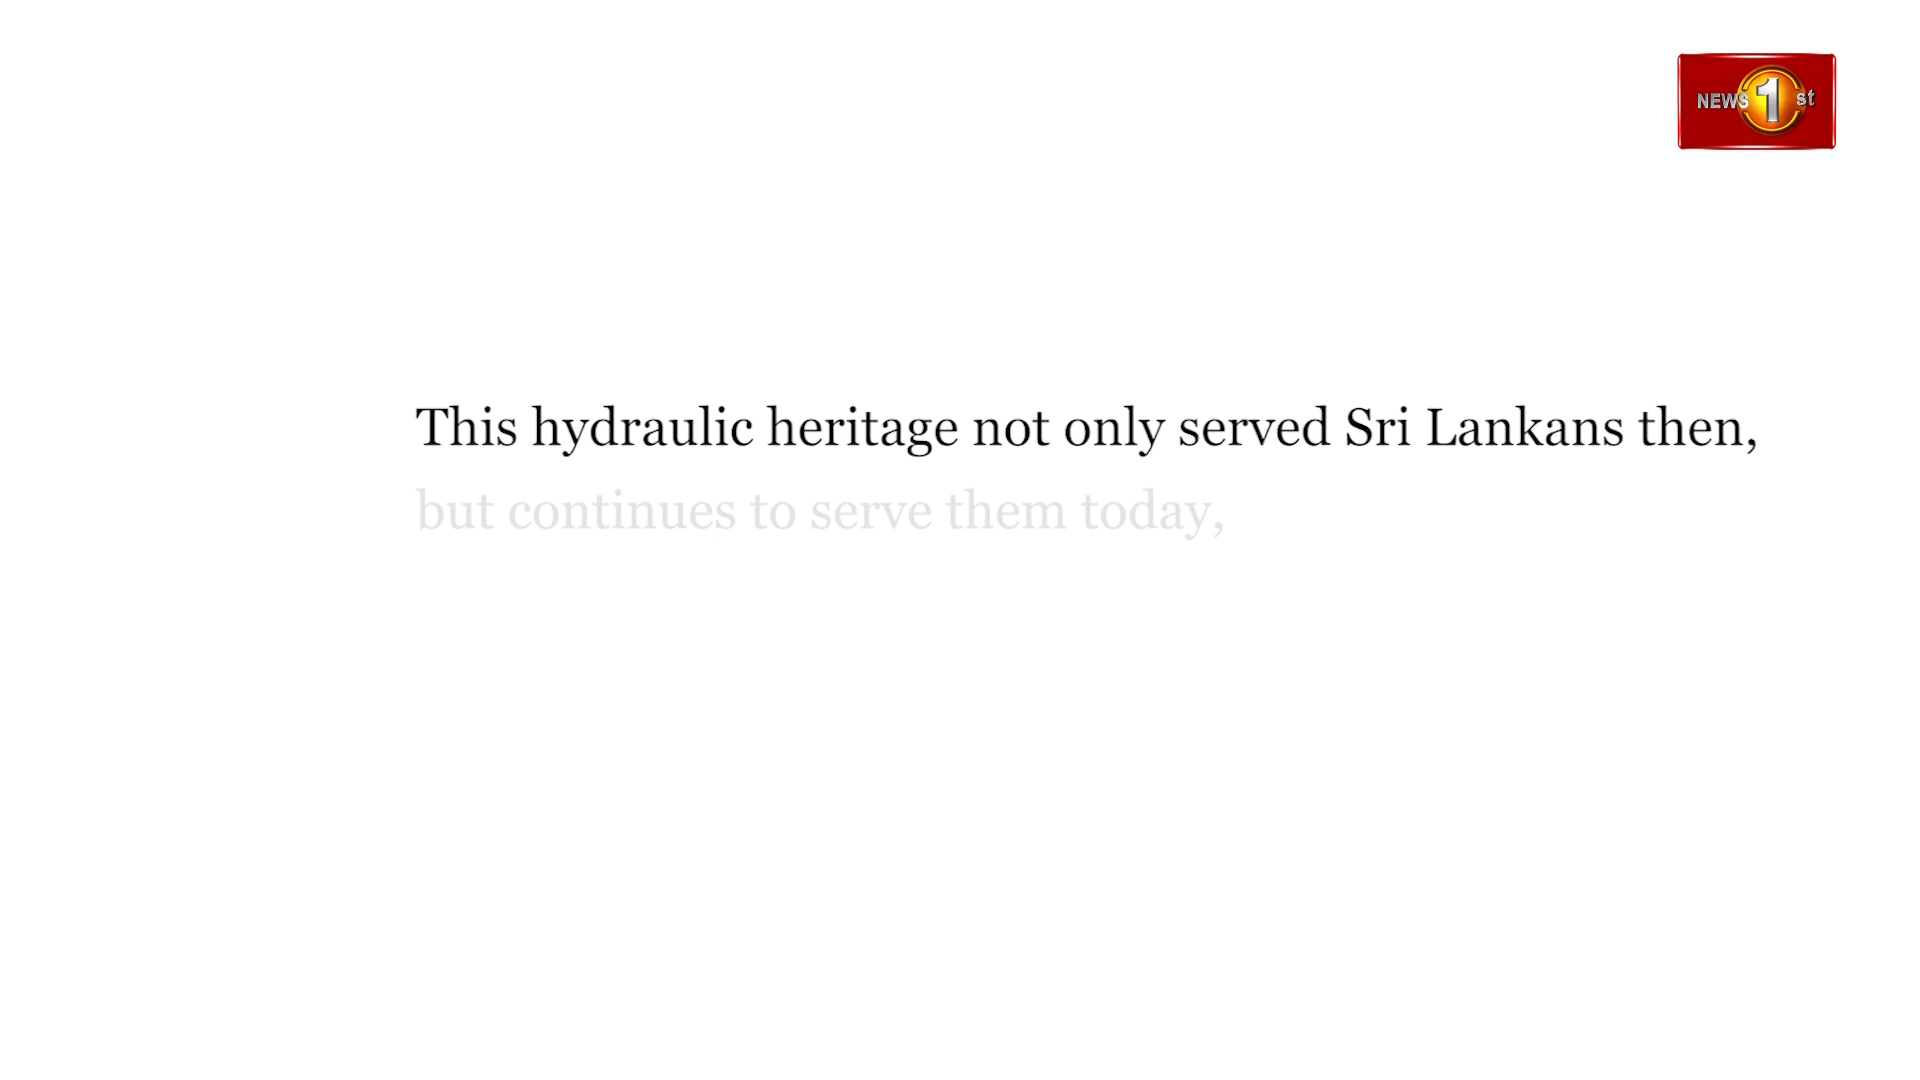 NEWS 1st
This hydraulic heritage not only served Sri Lankans then,
but continues to serve them today,